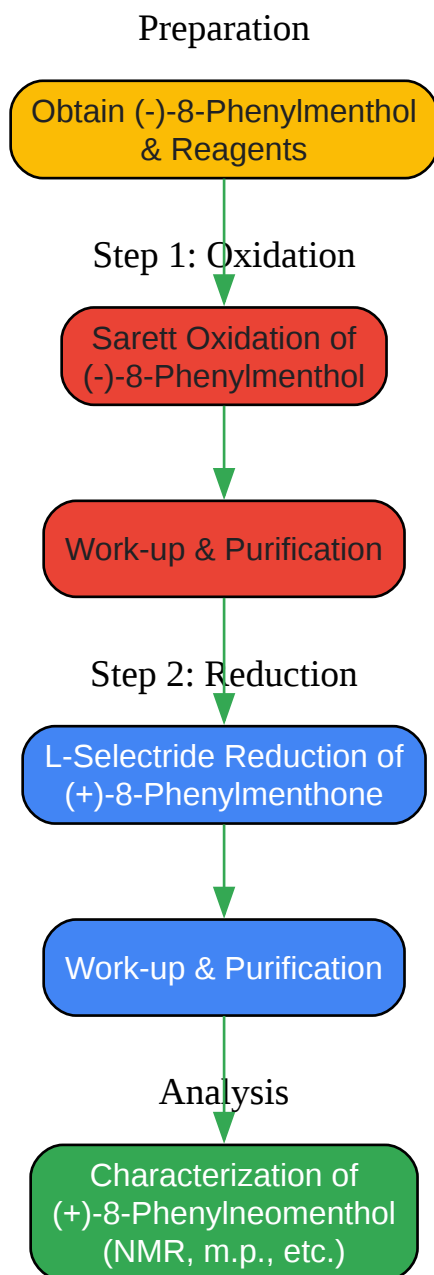 Preparation
Obtain (-)-8-Phenylmenthol
& Reagents
Step 1: Oxidation
Sarett Oxidation of
(-)-8-Phenylmenthol
Work-up & Purification
Step 2: Reduction
L-Selectride Reduction of
(+)-8-Phenylmenthone
Work-up & Purification
Analysis
Characterization of
(+)-8-Phenylneomenthol
(NMR, m.p., etc.)